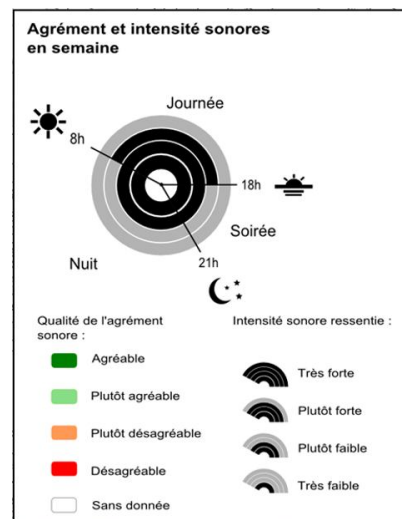 Agrément et intensité sonores
en semaine
Journée
8h
18h
Soirée
21h
Nuit
Qualité de l'agrément
sonore :
Agréable
Plutôt agréable
Plutôt désagréable
Désagréable
Sans donnée
Intensité sonore ressentie :
Très forte
Plutôt forte
Plutôt faible
Très faible